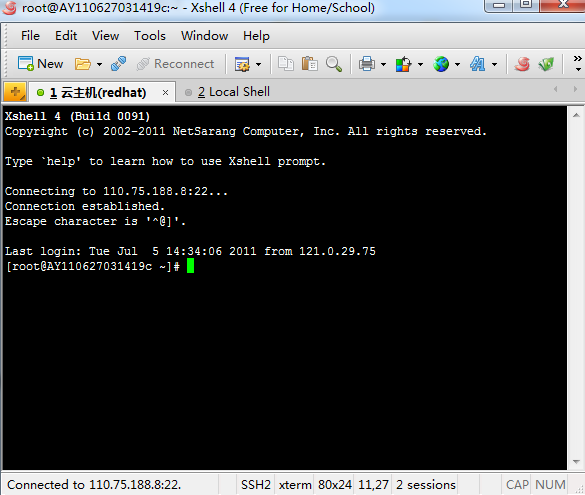 root@AY110627031419c:~ - Xshell 4 (Free for Home/School)
File Edit View Tools Window Help
New Reconnect
1 云主机(redhat) 2 Local Shell
Xshell 4 (Build 0091)
Copyright (c) 2002-2011 NetSarang Computer, Inc. All rights reserved.
Type `help' to learn how to use Xshell prompt.
Connecting to 110.75.188.8:22...
Connection established.
Escape character is '^@]'.
Last login: Tue Jul  5 14:34:06 2011 from 121.0.29.75
[root@AY110627031419c ~]#
Connected to 110.75.188.8:22. SSH2 xterm 80x24 11,27 2 sessions CAP NUM